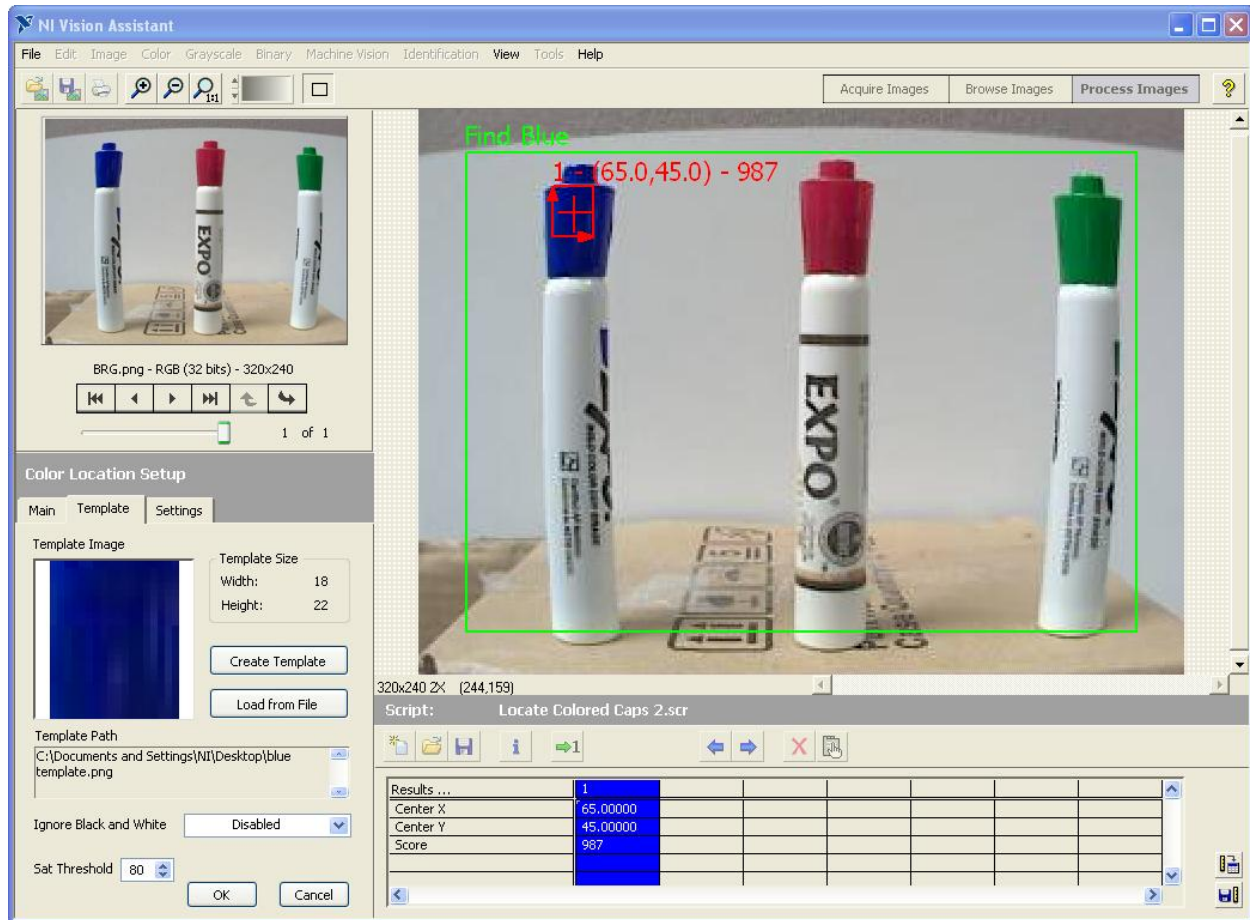 NI Vision Assistant
File Edit Image Color Grayscale Binary Machine Vision Identification View Tools Help
1:1
Acquire Images Browse Images Process Images
?
EXPO
BRG.png - RGB (32 bits) - 320x240
1 of 1
Find Blue
1 - (65.0,45.0) - 987
EXPO
Color Location Setup
Main Template Settings
Template Image
Template Size
Width: 18
Height: 22
Create Template
Load from File
Template Path
C:\Documents and Settings\NI\Desktop\blue
template.png
Ignore Black and White Disabled
Sat Threshold 80
OK Cancel
320x240 2X (244,159)
Script: Locate Colored Caps 2.scr
1
Results ... 1
Center X 65.00000
Center Y 45.00000
Score 987